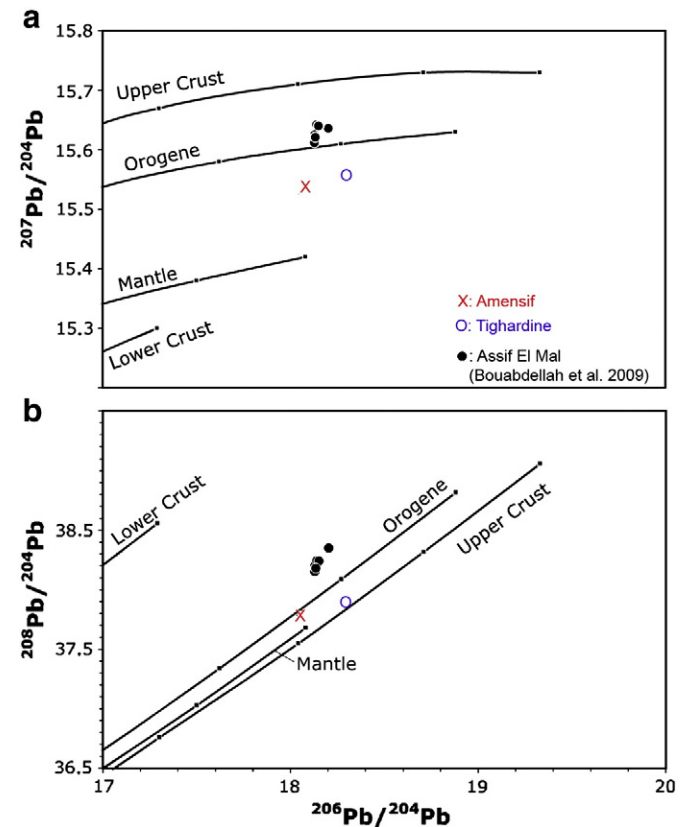 a
15.8
15.7
15.6
15.5
15.4
15.3
207Pb/204Pb
Upper Crust
Orogene
Mantle
Lower Crust
X: Amensif
O: Tighardine
●: Assif El Mal
(Bouabdellah et al. 2009)
b
38.5
37.5
36.5
208Pb/204Pb
Lower Crust
Orogene
Upper Crust
X
O
Mantle
17
18
19
20
206Pb/204Pb